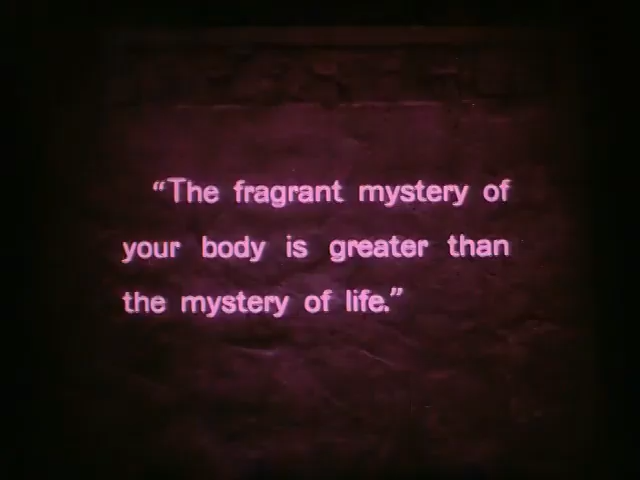 “The fragrant mystery of
your body is greater than
the mystery of life.”